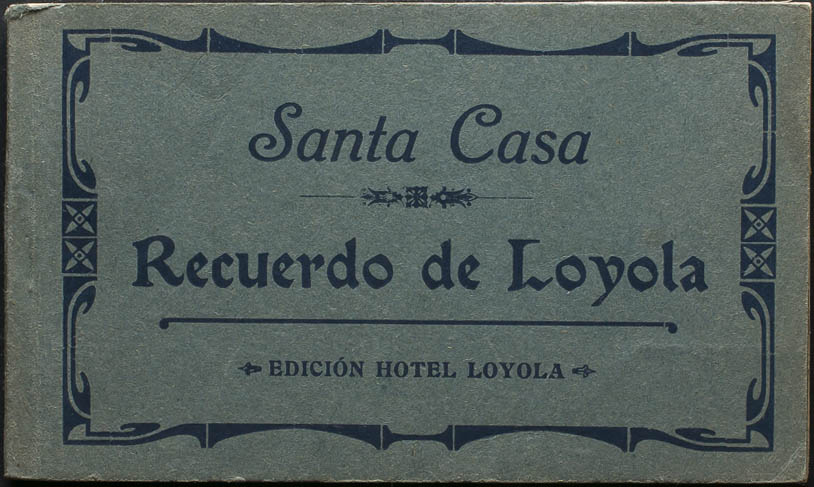 Santa Casa
Recuerdo de Loyola
EDICIÓN HOTEL LOYOLA